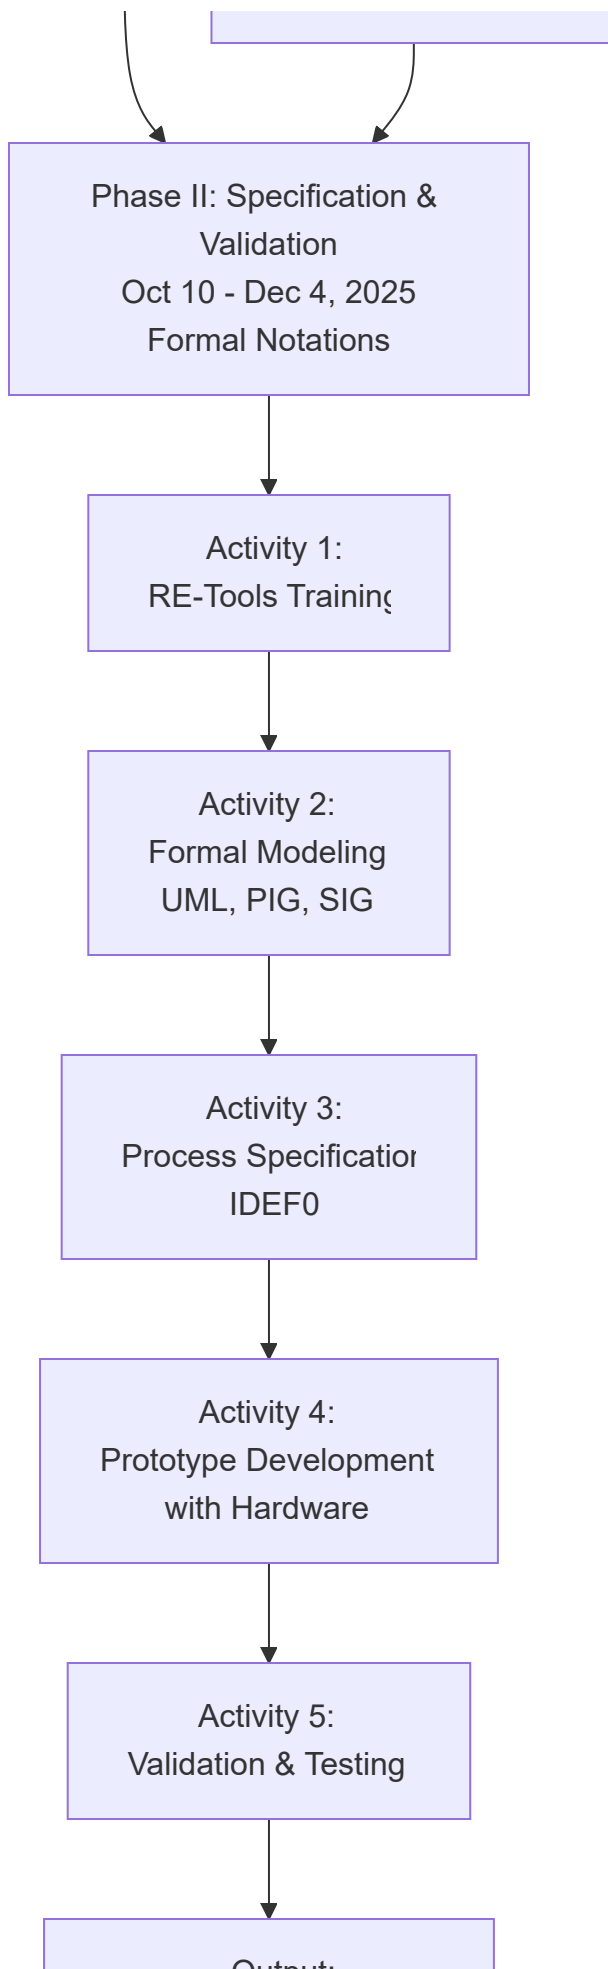 Phase II: Specification &
Validation
Oct 10 - Dec 4, 2025
Formal Notations
Activity 1:
RE-Tools Training
Activity 2:
Formal Modeling
UML, PIG, SIG
Activity 3:
Process Specification
IDEF0
Activity 4:
Prototype Development
with Hardware
Activity 5:
Validation & Testing
Output: